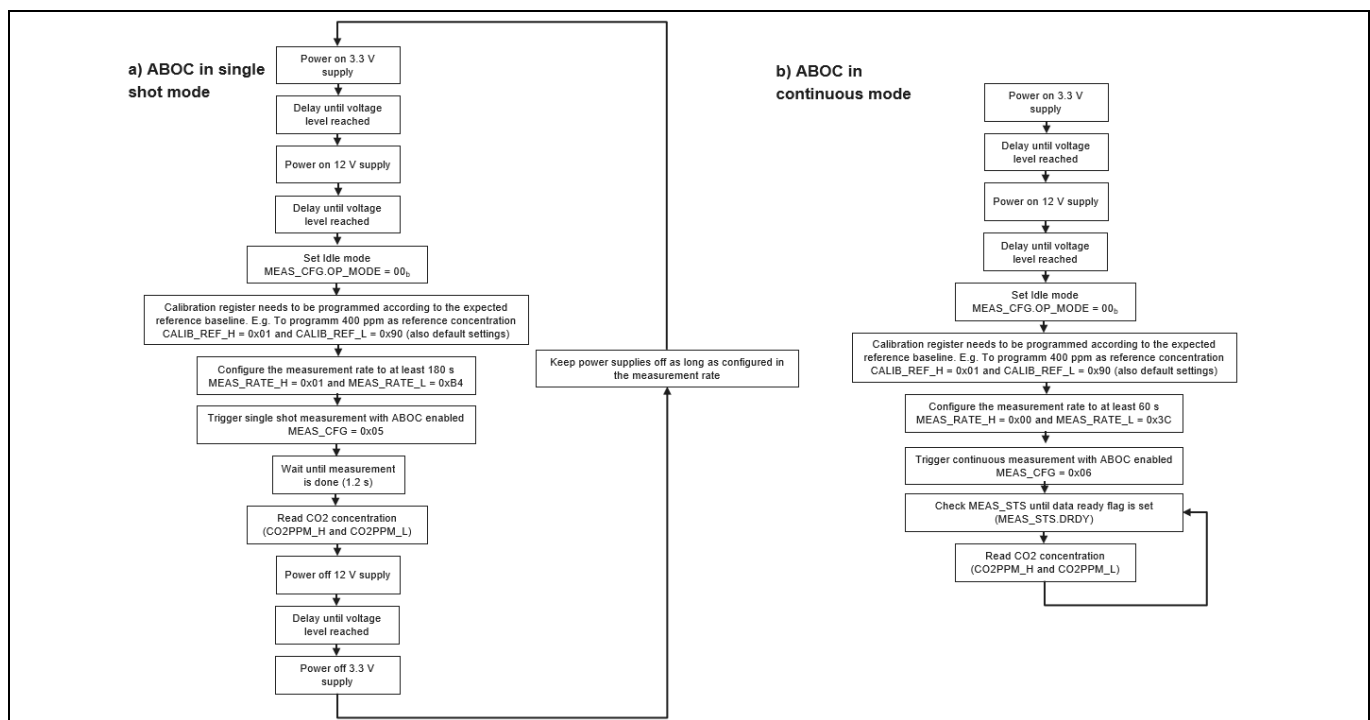 a) ABOC in single
shot mode
Power on 3.3 V
supply
Delay until voltage
level reached
Power on 12 V supply
Delay until voltage
level reached
Set Idle mode
MEAS_CFG.OP_MODE = 00b
Calibration register needs to be programmed according to the expected
reference baseline. E.g. To programm 400 ppm as reference concentration
CALIB_REF_H = 0x01 and CALIB_REF_L = 0x90 (also default settings)
Configure the measurement rate to at least 180 s
MEAS_RATE_H = 0x01 and MEAS_RATE_L = 0xB4
Trigger single shot measurement with ABOC enabled
MEAS_CFG = 0x05
Wait until measurement
is done (1.2 s)
Read CO2 concentration
(CO2PPM_H and CO2PPM_L)
Power off 12 V supply
Delay until voltage
level reached
Power off 3.3 V
supply
Keep power supplies off as long as configured in
the measurement rate
b) ABOC in
continuous mode
Power on 3.3 V
supply
Delay until voltage
level reached
Power on 12 V supply
Delay until voltage
level reached
Set Idle mode
MEAS_CFG.OP_MODE = 00b
Calibration register needs to be programmed according to the expected
reference baseline. E.g. To programm 400 ppm as reference concentration
CALIB_REF_H = 0x01 and CALIB_REF_L = 0x90 (also default settings)
Configure the measurement rate to at least 60 s
MEAS_RATE_H = 0x00 and MEAS_RATE_L = 0x3C
Trigger continuous measurement with ABOC enabled
MEAS_CFG = 0x06
Check MEAS_STS until data ready flag is set
(MEAS_STS.DRDY)
Read CO2 concentration
(CO2PPM_H and CO2PPM_L)